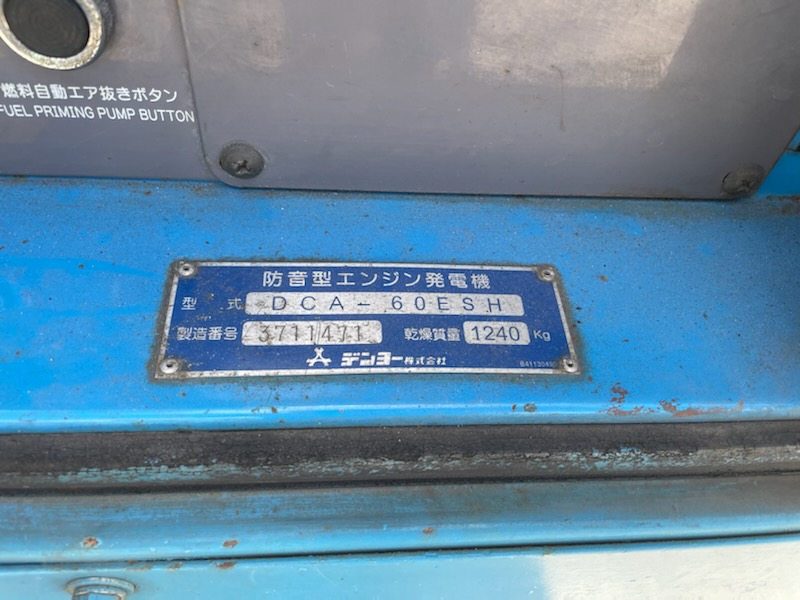 燃料自動エア抜きボタン
FUEL PRIMING PUMP BUTTON
防音型エンジン発電機
型式 DCA-60ESH
製造番号 3711471 乾燥質量 1240 Kg
デンヨー株式会社